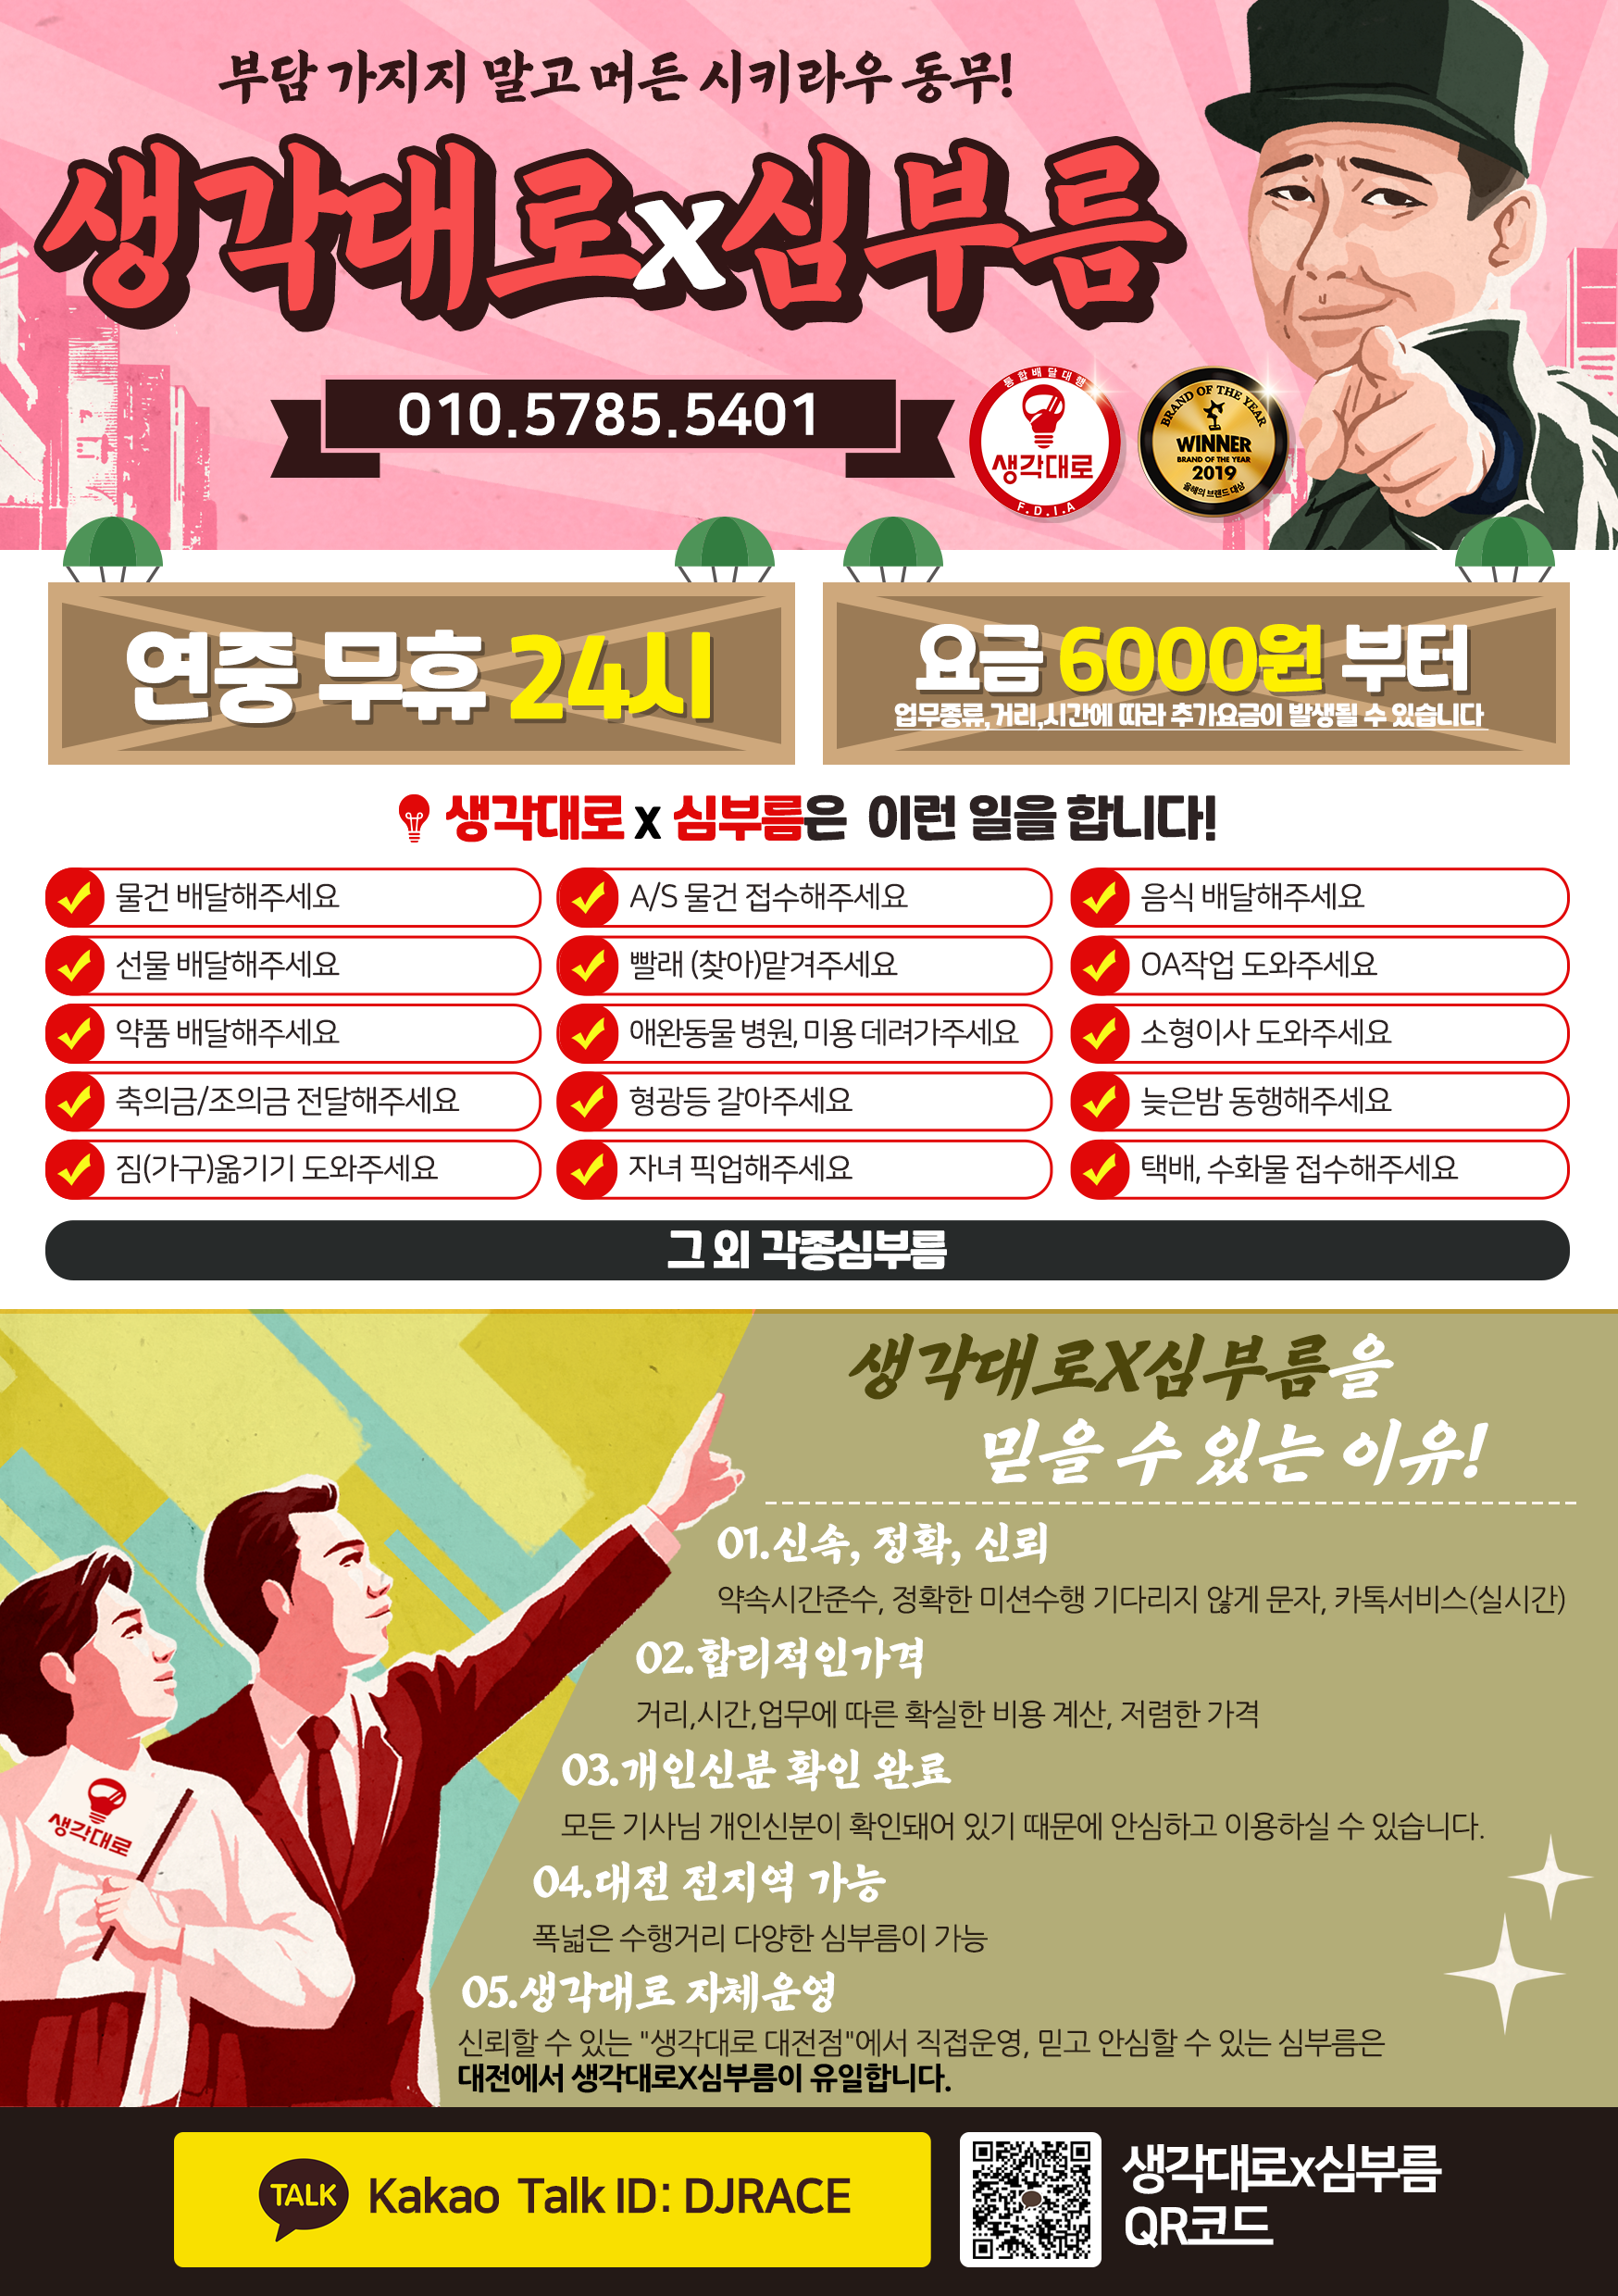 부담 가지지 말고 머든 시키라우 동무!
생각대로x심부름
010.5785.5401
통합배달대행
생각대로
F.D.I.A
BRAND OF THE YEAR
WINNER
BRAND OF THE YEAR
2019
올해의 브랜드 대상
연중 무휴 24시
요금 6000원 부터
업무종류,거리,시간에 따라 추가요금이 발생될 수 있습니다
생각대로 x 심부름은 이런 일을 합니다!
물건 배달해주세요
A/S 물건 접수해주세요
음식 배달해주세요
선물 배달해주세요
빨래 (찾아)맡겨주세요
OA작업 도와주세요
약품 배달해주세요
애완동물 병원, 미용 데려가주세요
소형이사 도와주세요
축의금/조의금 전달해주세요
형광등 갈아주세요
늦은밤 동행해주세요
짐(가구)옮기기 도와주세요
자녀 픽업해주세요
택배, 수화물 접수해주세요
그 외 각종심부름
생각대로X심부름을
믿을 수 있는 이유!
01.신속, 정확, 신뢰
약속시간준수, 정확한 미션수행 기다리지 않게 문자, 카톡서비스(실시간)
02.합리적인가격
거리,시간,업무에 따른 확실한 비용 계산, 저렴한 가격
03.개인신분 확인 완료
모든 기사님 개인신분이 확인돼어 있기 때문에 안심하고 이용하실 수 있습니다.
04.대전 전지역 가능
폭넓은 수행거리 다양한 심부름이 가능
05.생각대로 자체운영
신뢰할 수 있는 "생각대로 대전점"에서 직접운영, 믿고 안심할 수 있는 심부름은
대전에서 생각대로X심부름이 유일합니다.
생각대로
TALK
Kakao Talk ID: DJRACE
생각대로x심부름
QR코드